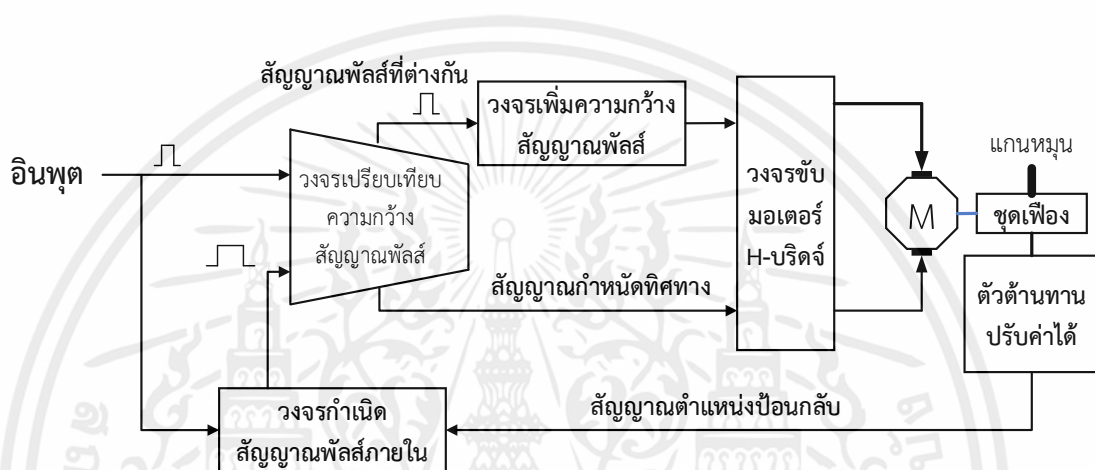 สัญญาณพัลส์ที่ต่างกัน
วงจรเพิ่มความกว้าง
สัญญาณพัลส์
อินพุต
วงจรเปรียบเทียบ
ความกว้าง
สัญญาณพัลส์
วงจรขับ
มอเตอร์
H-บริดจ์
M
แกนหมุน
ชุดเฟือง
สัญญาณกำหนัดทิศทาง
ตัวต้านทาน
ปรับค่าได้
สัญญาณตำแหน่งป้อนกลับ
วงจรกำเนิด
สัญญาณพัลส์ภายใน